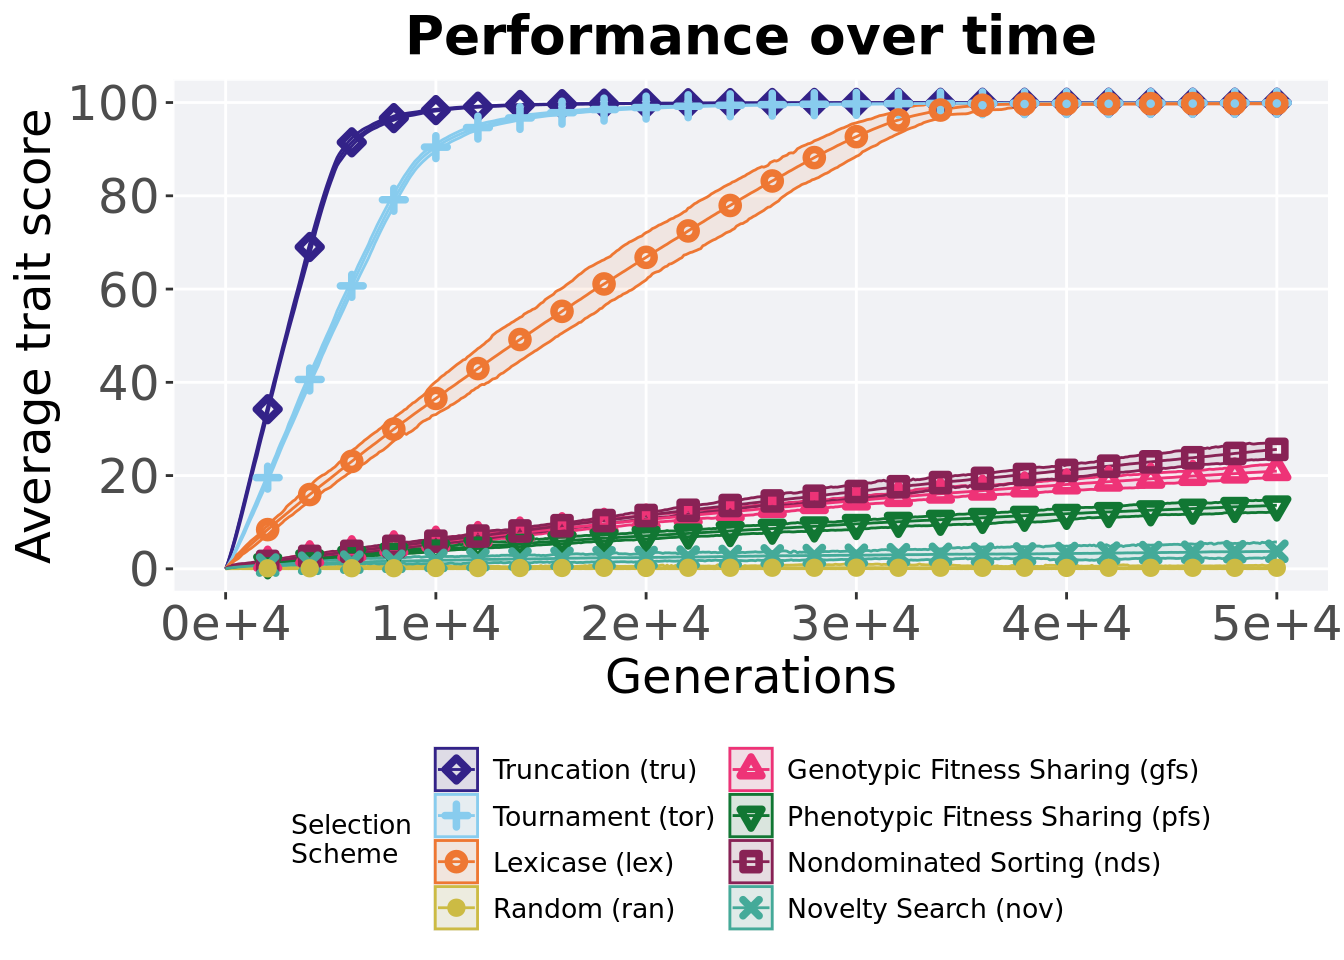 Performance over time
Average trait score
100
80
60
40
20
0
0e+4 1e+4 2e+4 3e+4 4e+4 5e+4
Generations
Selection
Scheme
Truncation (tru)
Tournament (tor)
Lexicase (lex)
Random (ran)
Genotypic Fitness Sharing (gfs)
Phenotypic Fitness Sharing (pfs)
Nondominated Sorting (nds)
Novelty Search (nov)